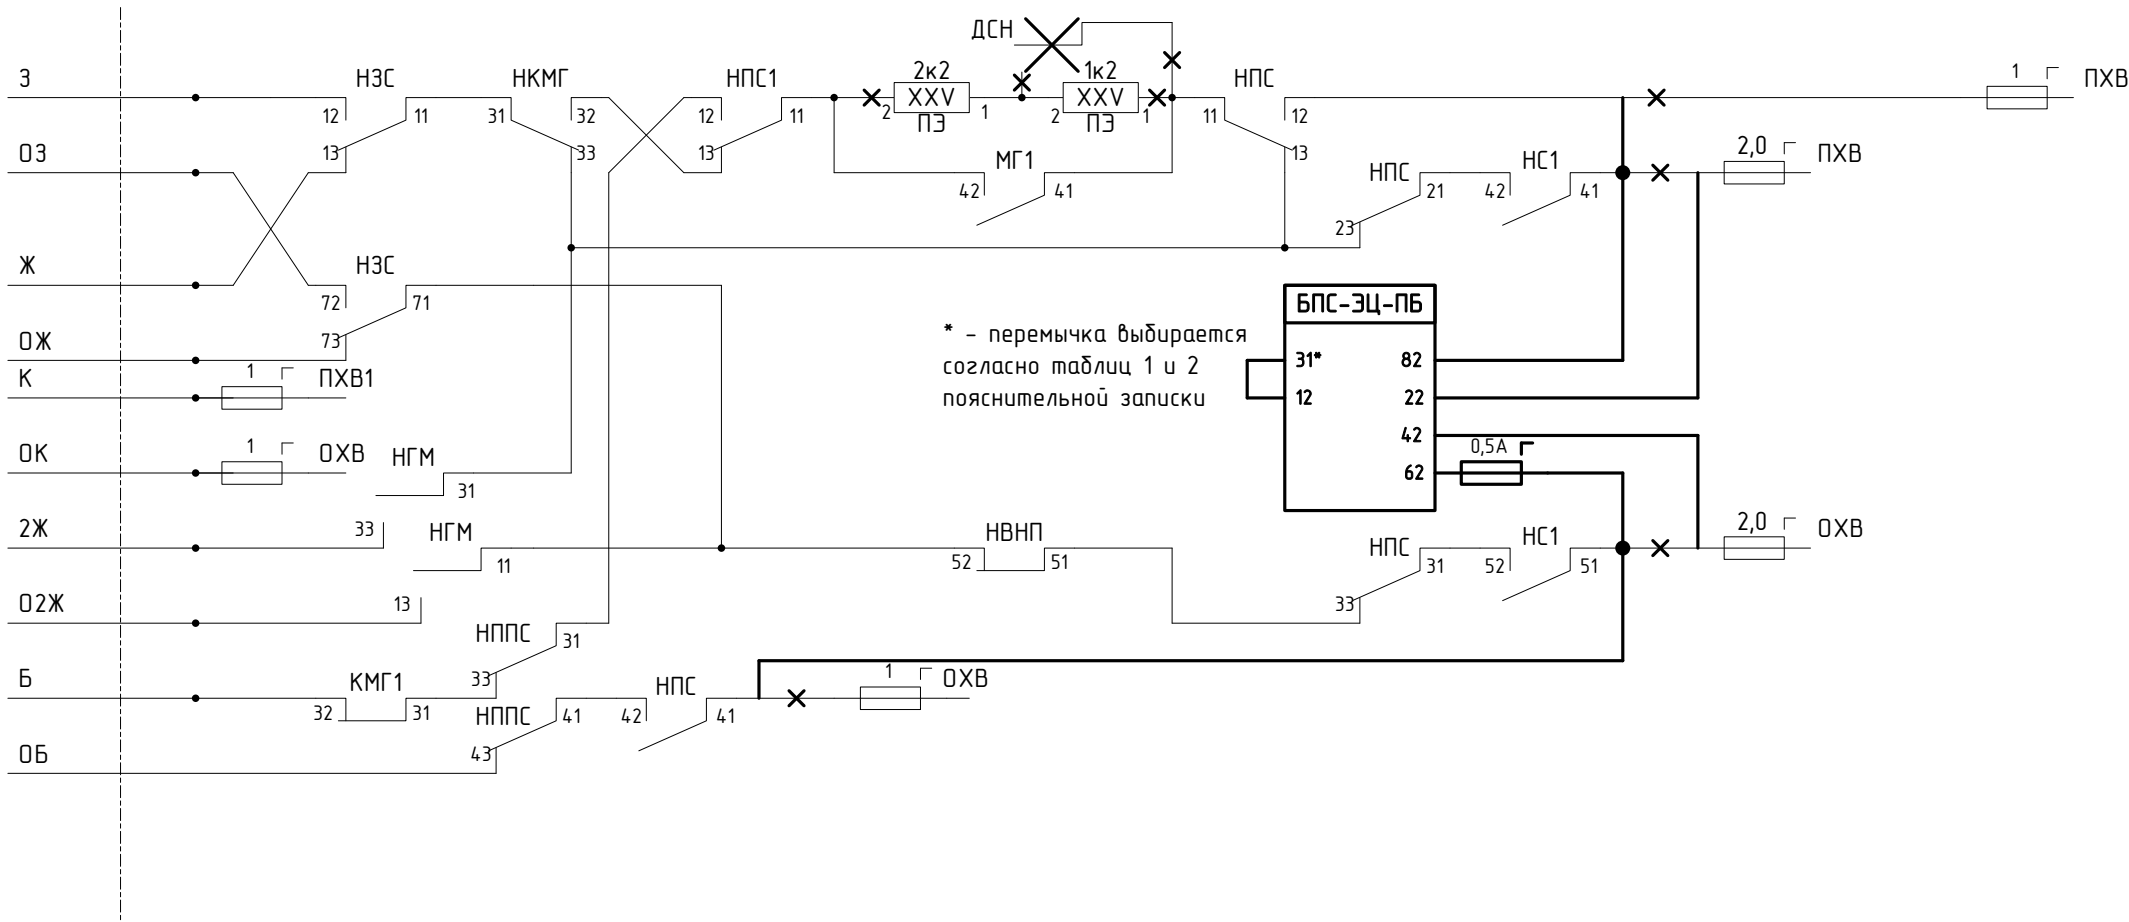 ДСН
З НЗС НКМГ НПС1 2к2 1к2 НПС 1 ПХВ
XXV XXV
12 11 31 32 12 11 2 1 2 1 11 12
ПЭ ПЭ
ОЗ 13 33 13 МГ1 13 2,0 ПХВ
НПС НС1
42 41 21 42 41
23
Ж НЗС
72 71 БПС-ЭЦ-ПБ
ОЖ 73
* - перемычка выбирается
согласно таблиц 1 и 2
пояснительной записки
31* 82
12 22
42
62
0,5А
К 1 ПХВ1
ОК 1 ОХВ НГМ
31
2Ж 33 НГМ НВНП НПС НС1 2,0 ОХВ
11 52 51 31 52 51
О2Ж 13 33
НППС 31
33
Б КМГ1 НПС 1 ОХВ
32 31 НППС 41 42 41
ОБ 43